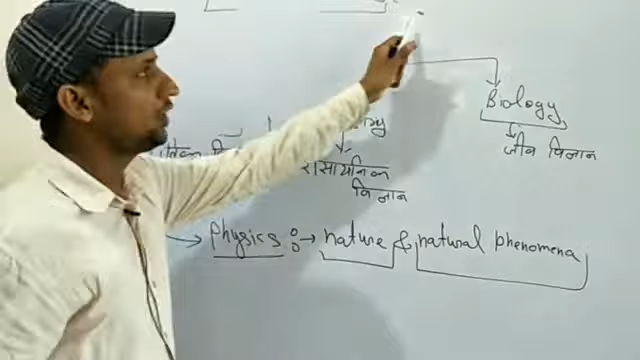 Biology
जीव विज्ञान
रासायनिक
विज्ञान
→ Physics :→ nature & natural phenomena